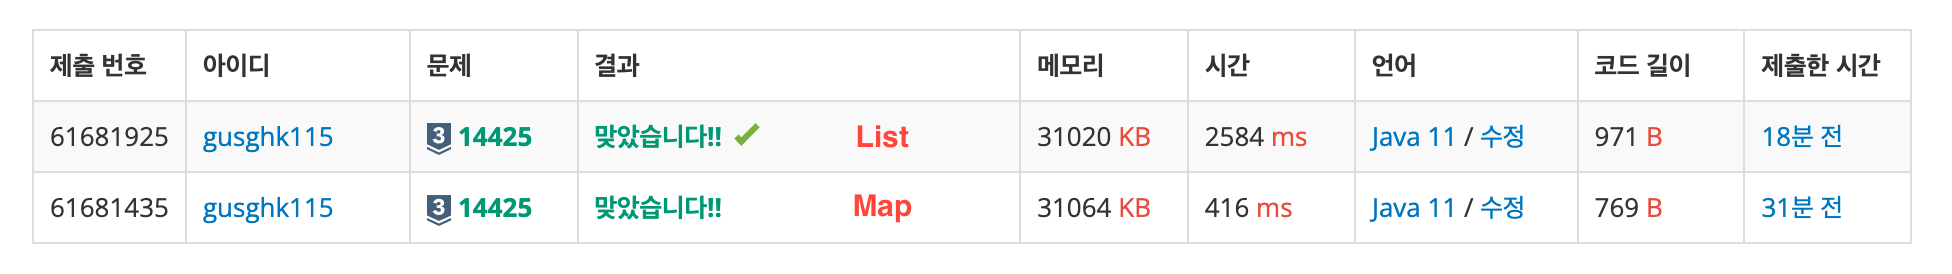 제출 번호 아이디 문제 결과 메모리 시간 언어 코드 길이 제출한 시간
61681925 gusghk115 3 14425 맞았습니다!! List 31020 KB 2584 ms Java 11 / 수정 971 B 18분 전
61681435 gusghk115 3 14425 맞았습니다!! Map 31064 KB 416 ms Java 11 / 수정 769 B 31분 전